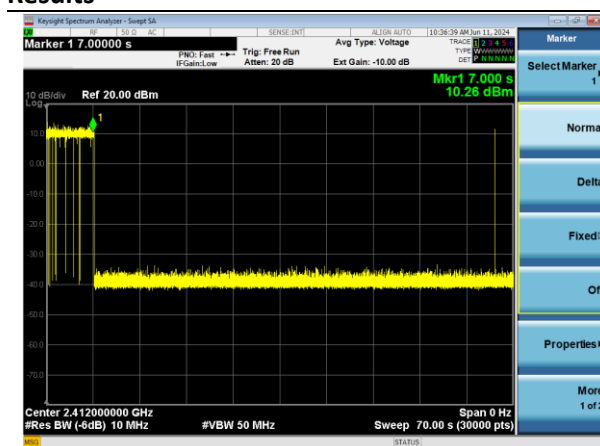 Results
Keysight Spectrum Analyzer - Swept SA
RF 50 Ω AC SENSE:INT ALIGN AUTO 10:36:39 AM Jun 11, 2024
Marker 1 7.00000 s
PNO: Fast
IFGain:Low
Trig: Free Run
Atten: 20 dB
Avg Type: Voltage
Ext Gain: -10.00 dB
TRACE 1 2 3 4 5 6
TYPE WWWWWW
DET P N N N N N
Mkr1 7.000 s
10.26 dBm
10 dB/div Ref 20.00 dBm
Log
1
10.0
0.00
-10.0
-20.0
-30.0
-40.0
-50.0
-60.0
-70.0
Center 2.412000000 GHz
Span 0 Hz
#Res BW (-6dB) 10 MHz #VBW 50 MHz Sweep 70.00 s (30000 pts)
MSG STATUS
Marker
Select Marker
1
Norma
Delta
Fixed
Of
Properties
More
1 of 2